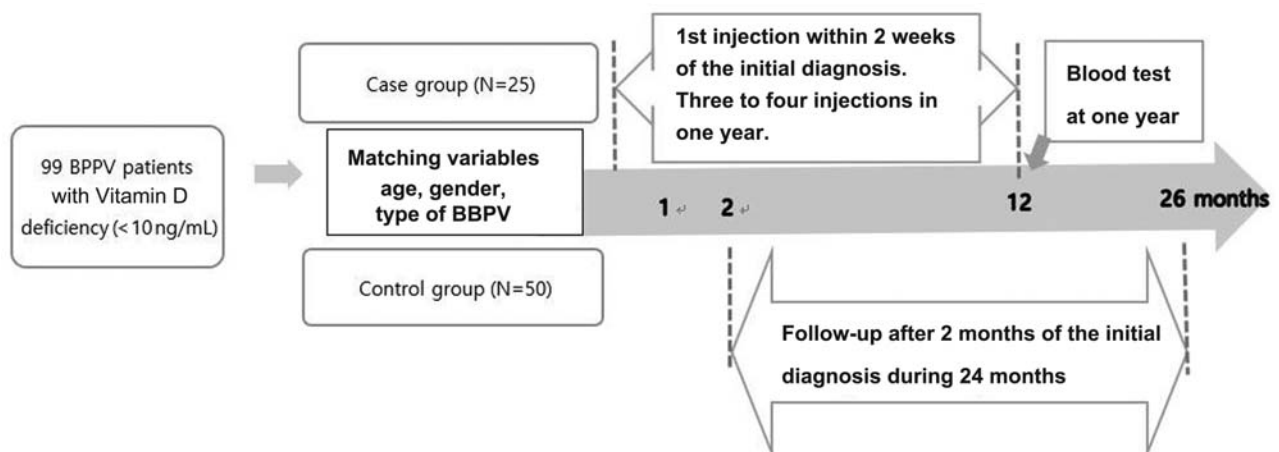 99 BPPV patients
with Vitamin D
deficiency (< 10 ng/mL)
Case group (N=25)
Matching variables
age, gender,
type of BBPV
Control group (N=50)
1st injection within 2 weeks
of the initial diagnosis.
Three to four injections in
one year.
Blood test
at one year
1 ↵ 2 ↵ 12 26 months
Follow-up after 2 months of the initial
diagnosis during 24 months